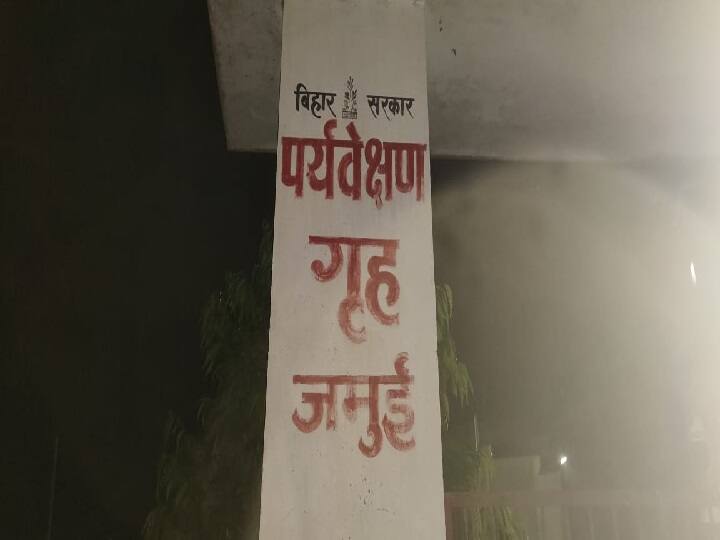 बिहार सरकार
पर्यवेक्षण
गृह
जमुई